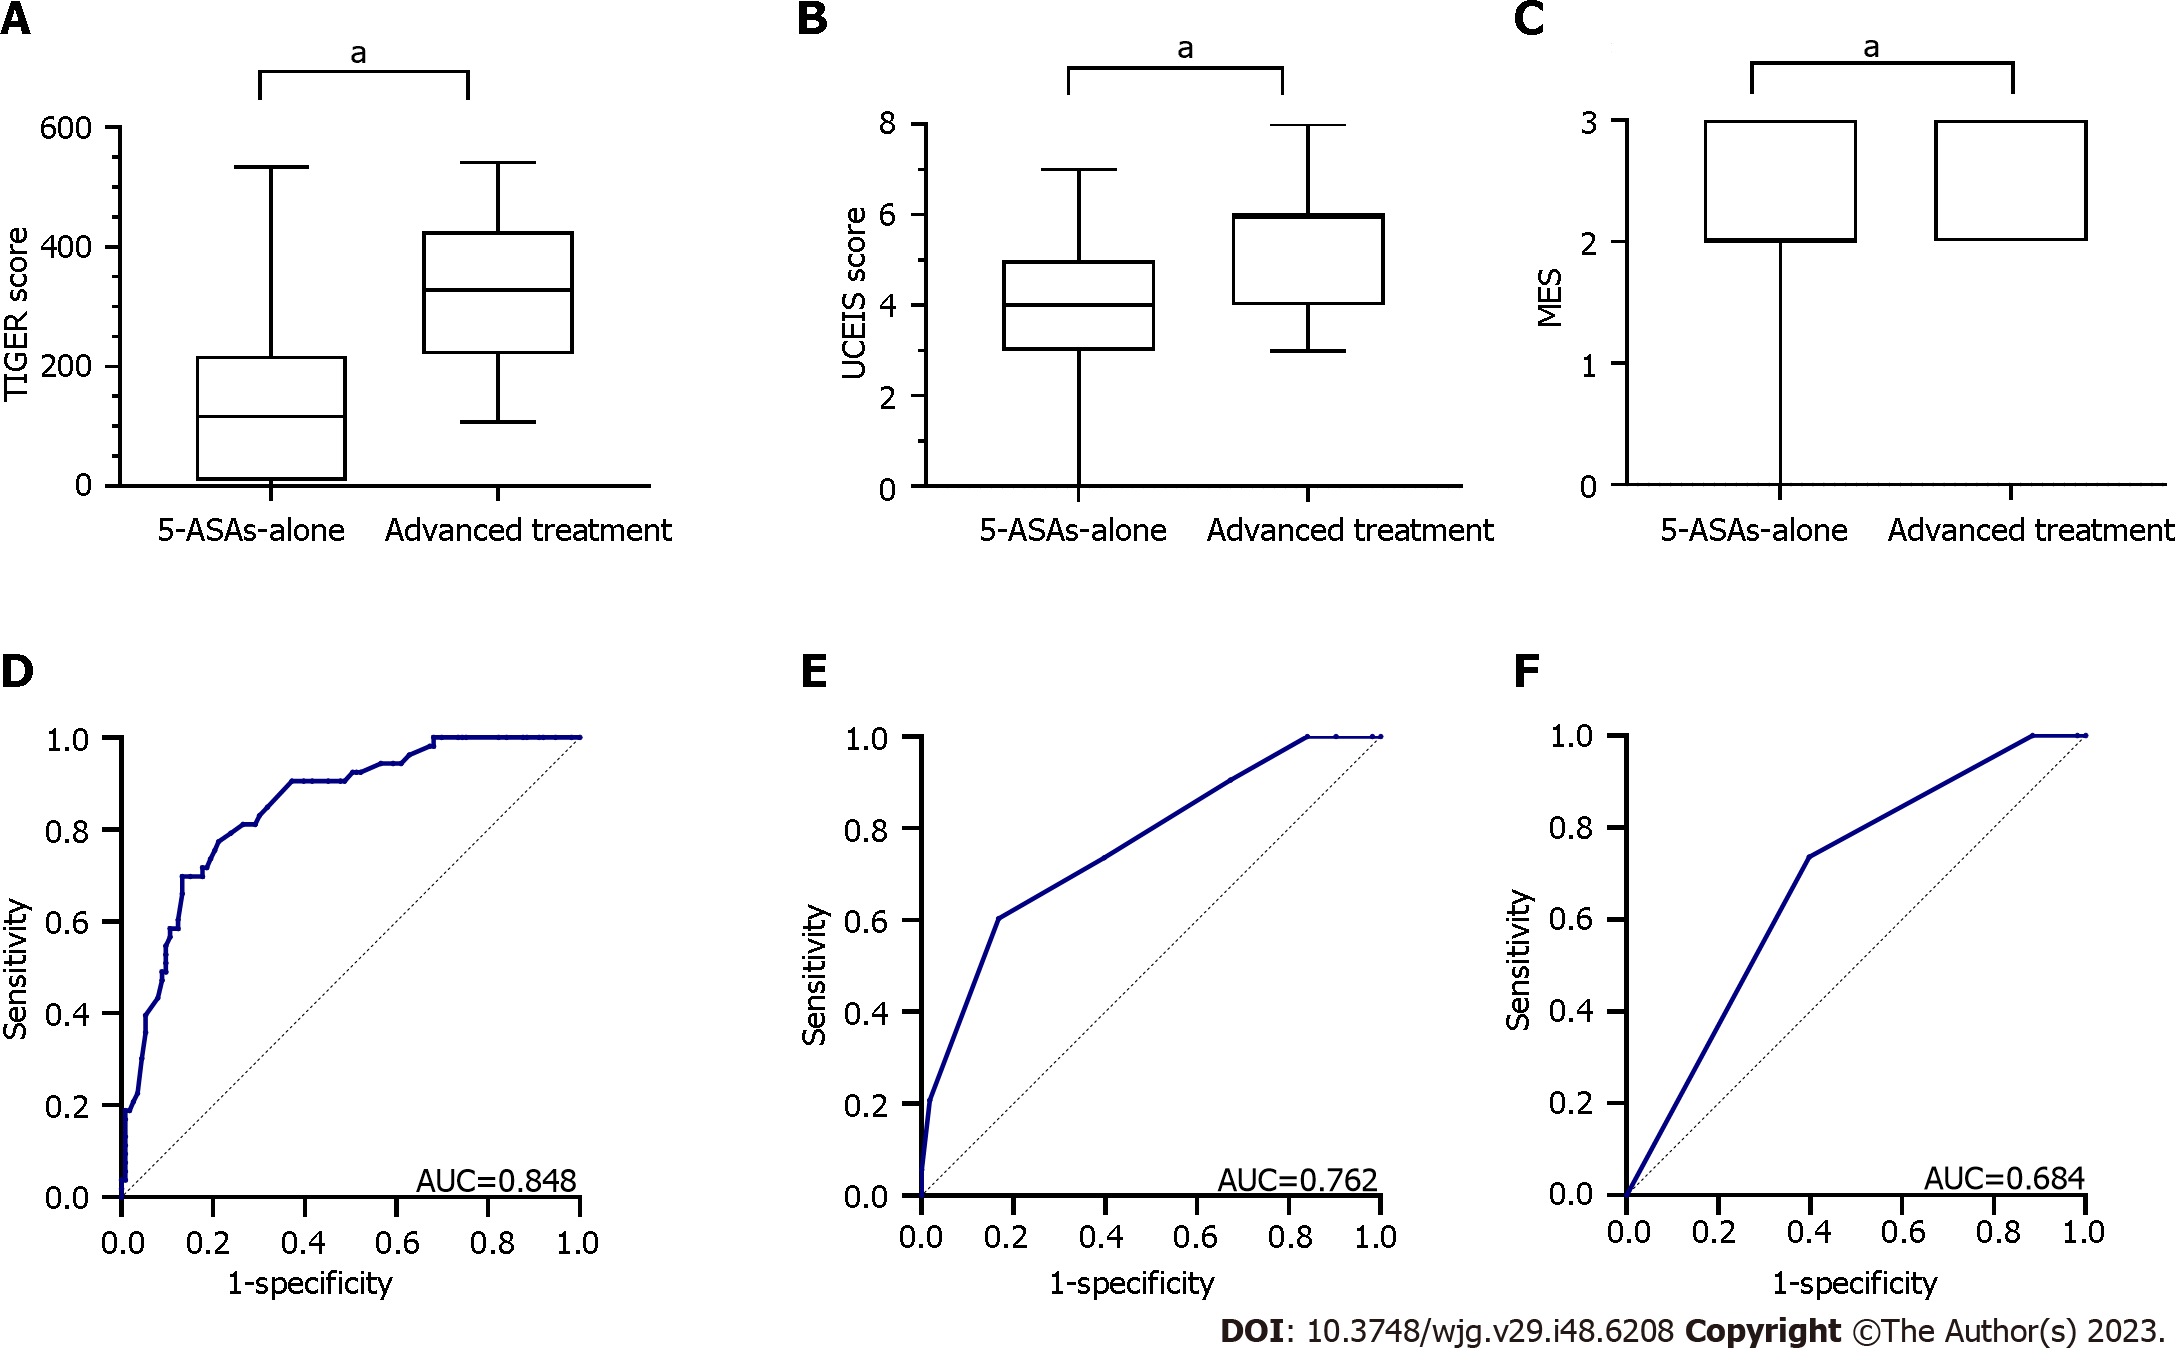 A
B
C
a
a
a
600
400
200
0
TIGER score
5-ASAs-alone
Advanced treatment
8
6
4
2
0
UCEIS score
5-ASAs-alone
Advanced treatment
3
2
1
0
MES
5-ASAs-alone
Advanced treatment
D
E
F
1.0
0.8
0.6
0.4
0.2
0.0
Sensitivity
AUC=0.848
0.0 0.2 0.4 0.6 0.8 1.0
1-specificity
1.0
0.8
0.6
0.4
0.2
0.0
Sensitivity
AUC=0.762
0.0 0.2 0.4 0.6 0.8 1.0
1-specificity
1.0
0.8
0.6
0.4
0.2
0.0
Sensitivity
AUC=0.684
0.0 0.2 0.4 0.6 0.8 1.0
1-specificity
DOI: 10.3748/wjg.v29.i48.6208 Copyright ©The Author(s) 2023.